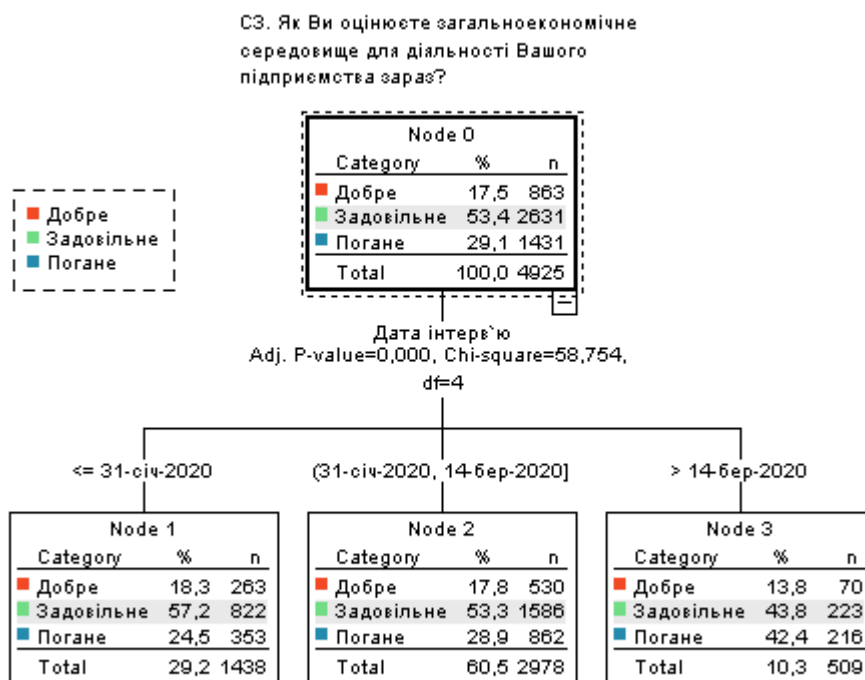 С3. Як Ви оцінюєте загальноекономічне
середовище для діяльності Вашого
підприємства зараз?
Node 0
Category % n
Добре 17,5 863
Задовільне 53,4 2631
Погане 29,1 1431
Total 100,0 4925
Добре
Задовільне
Погане
Дата інтерв`ю
Adj. P-value=0,000, Chi-square=58,754,
df=4
<= 31-січ-2020
(31-січ-2020, 14-бер-2020]
> 14-бер-2020
Node 1
Category % n
Добре 18,3 263
Задовільне 57,2 822
Погане 24,5 353
Total 29,2 1438
Node 2
Category % n
Добре 17,8 530
Задовільне 53,3 1586
Погане 28,9 862
Total 60,5 2978
Node 3
Category % n
Добре 13,8 70
Задовільне 43,8 223
Погане 42,4 216
Total 10,3 509